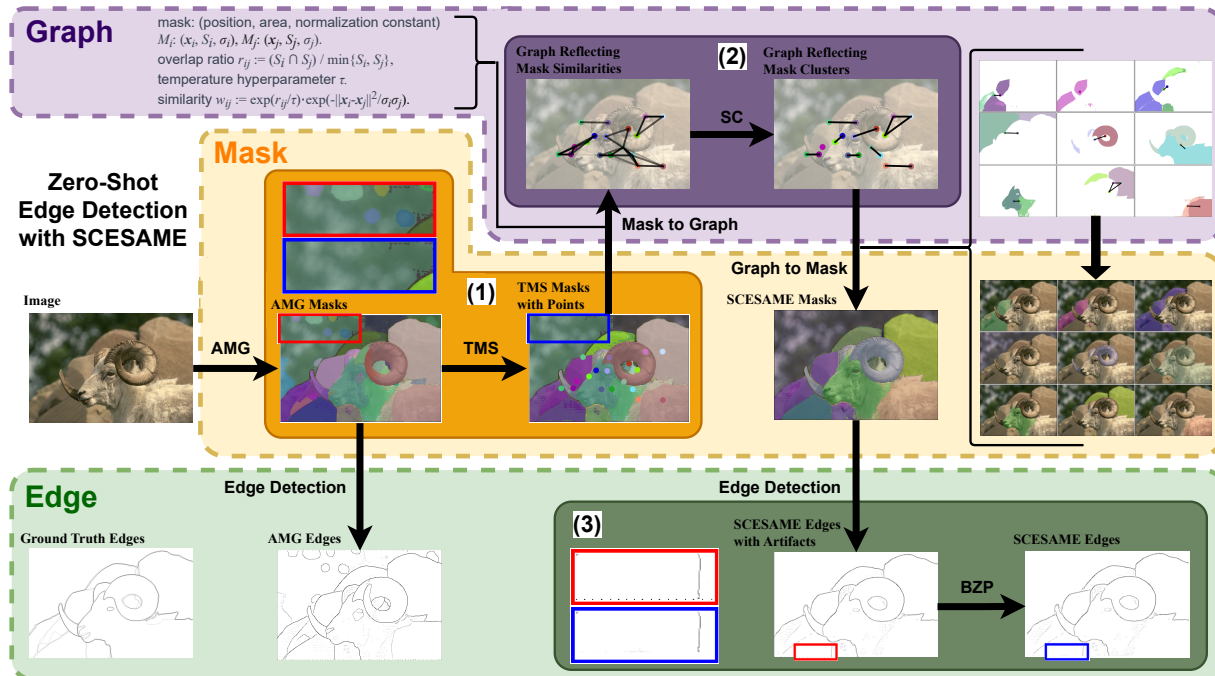 Graph
mask: (position, area, normalization constant)
Mᵢ: (xᵢ, Sᵢ, σᵢ), Mⱼ: (xⱼ, Sⱼ, σⱼ).
overlap ratio rᵢⱼ := (Sᵢ ∩ Sⱼ) / min{Sᵢ, Sⱼ},
temperature hyperparameter τ.
similarity wᵢⱼ := exp(rᵢⱼ/τ)·exp(-||xᵢ-xⱼ||²/σᵢσⱼ).
Graph Reflecting
Mask Similarities
(2)
Graph Reflecting
Mask Clusters
SC
Mask to Graph
Mask
Zero-Shot
Edge Detection
with SCESAME
Graph to Mask
(1)
Image
AMG Masks
TMS Masks
with Points
SCESAME Masks
AMG
TMS
Edge Detection
Edge Detection
Edge
(3)
Ground Truth Edges
AMG Edges
SCESAME Edges
with Artifacts
SCESAME Edges
BZP